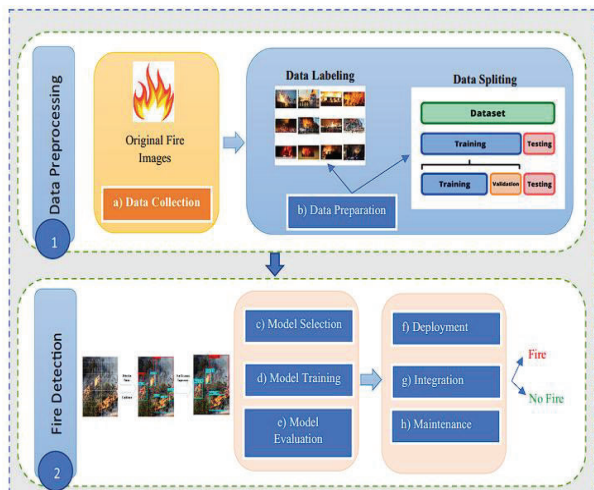 Data Preprocessing
1
Original Fire
Images
a) Data Collection
Data Labeling
Data Spliting
Dataset
Training
Testing
Training
Validation
Testing
b) Data Preparation
Fire Detection
2
c) Model Selection
d) Model Training
e) Model
Evaluation
f) Deployment
g) Integration
h) Maintenance
Fire
No Fire